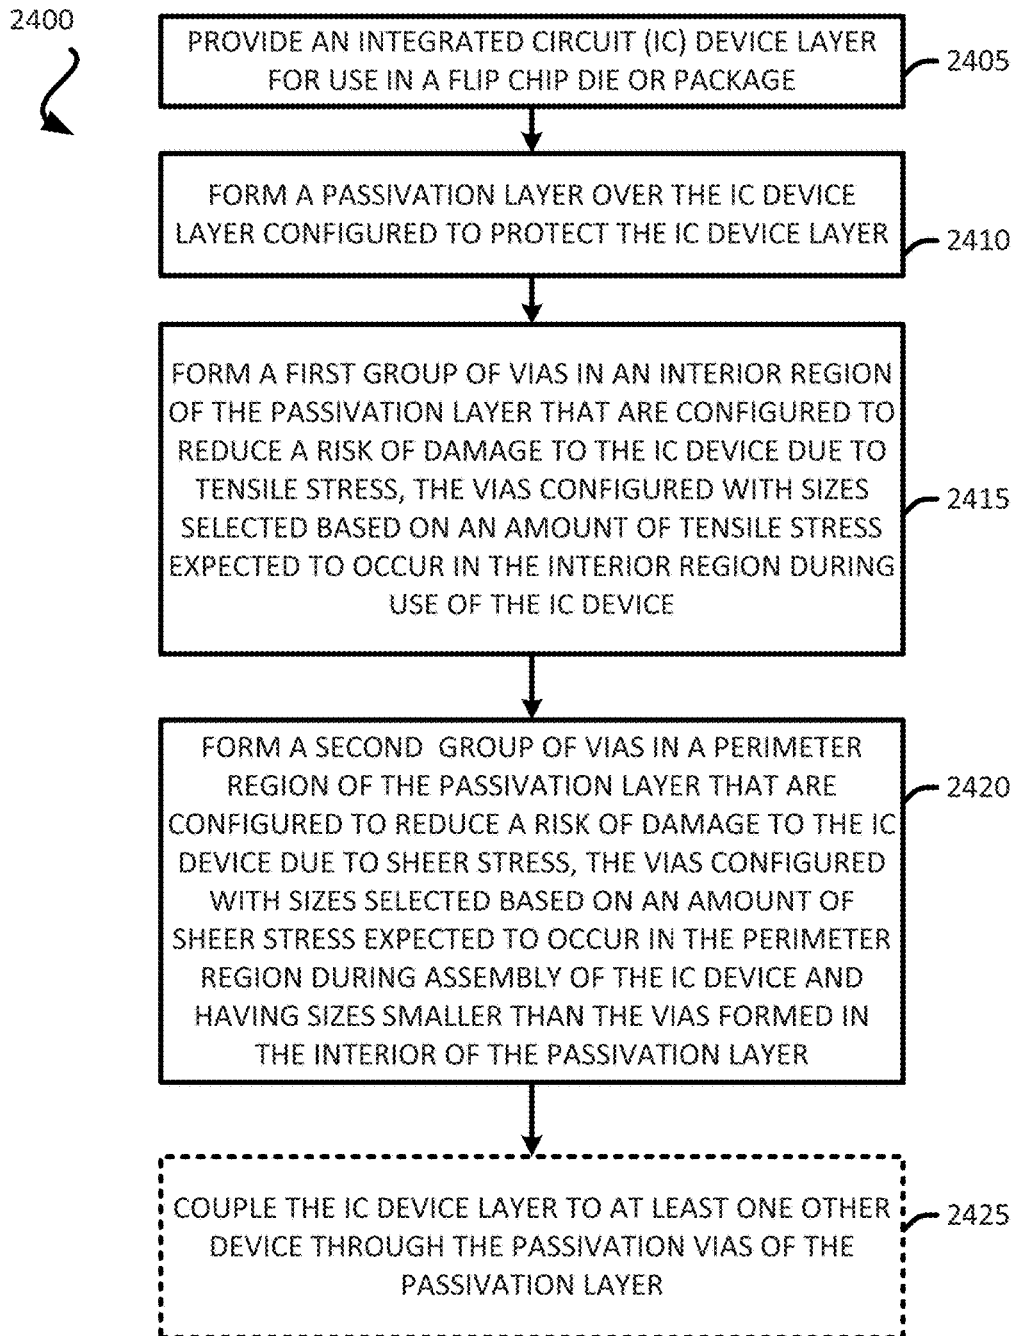 2400
PROVIDE AN INTEGRATED CIRCUIT (IC) DEVICE LAYER
FOR USE IN A FLIP CHIP DIE OR PACKAGE
2405
FORM A PASSIVATION LAYER OVER THE IC DEVICE
LAYER CONFIGURED TO PROTECT THE IC DEVICE LAYER
2410
FORM A FIRST GROUP OF VIAS IN AN INTERIOR REGION
OF THE PASSIVATION LAYER THAT ARE CONFIGURED TO
REDUCE A RISK OF DAMAGE TO THE IC DEVICE DUE TO
TENSILE STRESS, THE VIAS CONFIGURED WITH SIZES
SELECTED BASED ON AN AMOUNT OF TENSILE STRESS
EXPECTED TO OCCUR IN THE INTERIOR REGION DURING
USE OF THE IC DEVICE
2415
FORM A SECOND GROUP OF VIAS IN A PERIMETER
REGION OF THE PASSIVATION LAYER THAT ARE
CONFIGURED TO REDUCE A RISK OF DAMAGE TO THE IC
DEVICE DUE TO SHEER STRESS, THE VIAS CONFIGURED
WITH SIZES SELECTED BASED ON AN AMOUNT OF
SHEER STRESS EXPECTED TO OCCUR IN THE PERIMETER
REGION DURING ASSEMBLY OF THE IC DEVICE AND
HAVING SIZES SMALLER THAN THE VIAS FORMED IN
THE INTERIOR OF THE PASSIVATION LAYER
2420
COUPLE THE IC DEVICE LAYER TO AT LEAST ONE OTHER
DEVICE THROUGH THE PASSIVATION VIAS OF THE
PASSIVATION LAYER
2425